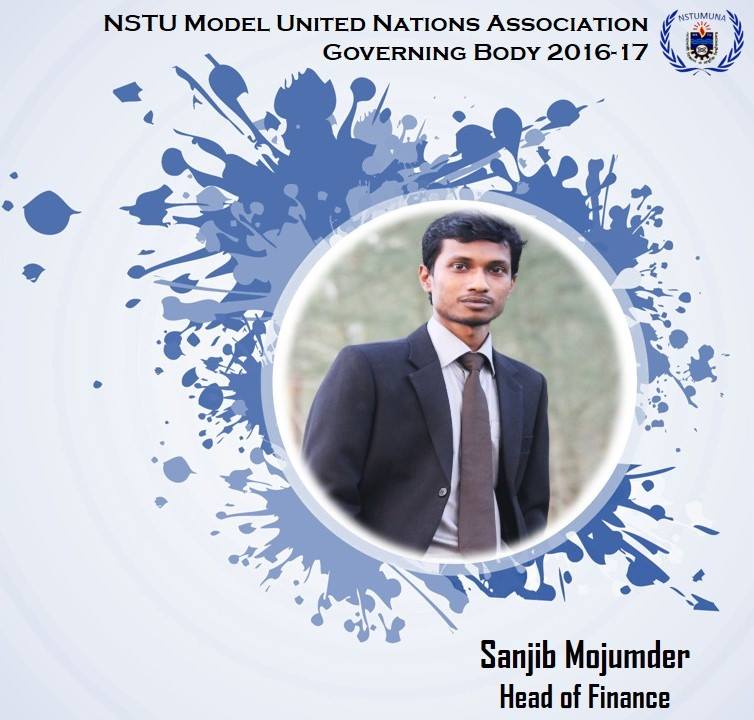 NSTU Model United Nations Association
Governing Body 2016-17
NSTUMUNA
Sanjib Mojumder
Head of Finance